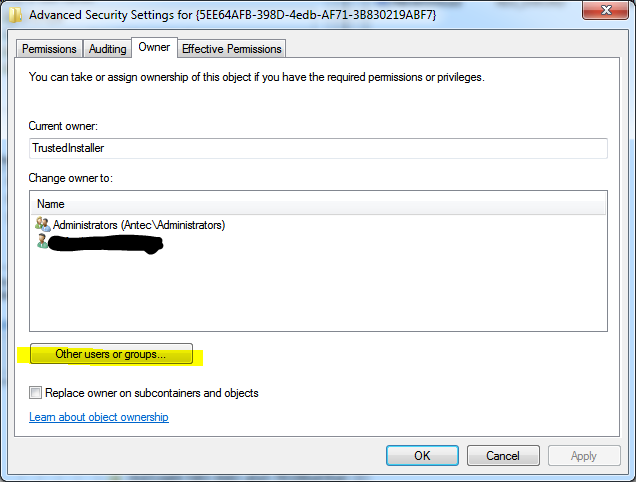 Advanced Security Settings for {5EE64AFB-398D-4edb-AF71-3B830219ABF7}
Permissions Auditing Owner Effective Permissions
You can take or assign ownership of this object if you have the required permissions or privileges.
Current owner:
TrustedInstaller
Change owner to:
Name
Administrators (Antec\Administrators)
Other users or groups...
Replace owner on subcontainers and objects
Learn about object ownership
OK Cancel Apply